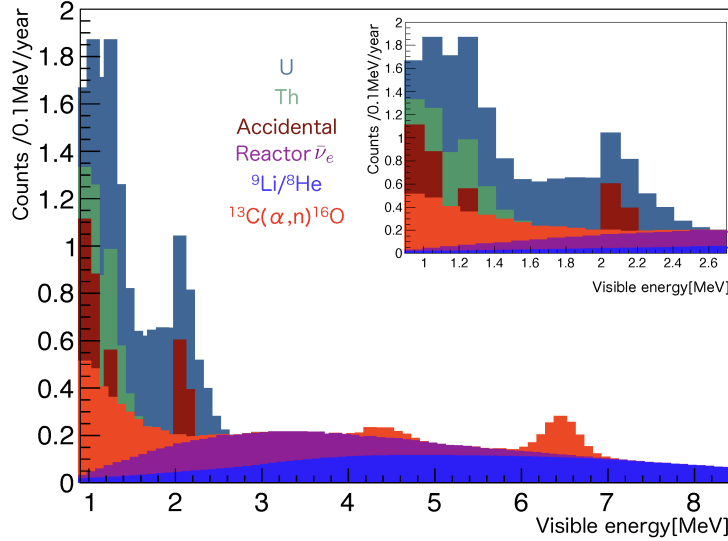 Counts /0.1MeV/year
2
1.8
1.6
1.4
1.2
1
0.8
0.6
0.4
0.2
0
1 2 3 4 5 6 7 8
Visible energy[MeV]
U
Th
Accidental
Reactor ν̄ₑ
⁹Li/⁸He
¹³C(α,n)¹⁶O
Counts /0.1MeV/year
2
1.8
1.6
1.4
1.2
1
0.8
0.6
0.4
0.2
0
1 1.2 1.4 1.6 1.8 2 2.2 2.4 2.6
Visible energy[MeV]